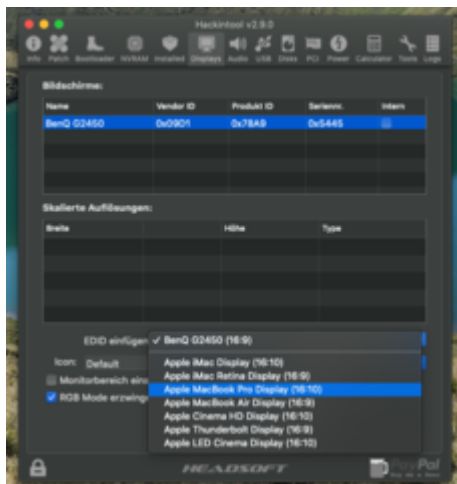 Hackintool v2.9.0
Info Patch Bootloader NVRAM Installed Displays Audio USB Disks PCI Power Calculator Tools Logs
Bildschirme:
Name Vendor ID Produkt ID Seriennr. Intern
BenQ G2450 0x09D1 0x78A9 0x5445
Skalierte Auflösungen:
Breite Höhe Type
EDID einfügen ✓ BenQ G2450 (16:9)
Icon: Default
Apple iMac Display (16:10)
Apple iMac Retina Display (16:9)
Monitorbereich
Apple MacBook Pro Display (16:10)
RGB Mode
Apple MacBook Air Display (16:9)
Apple Cinema HD Display (16:10)
Apple Thunderbolt Display (16:9)
Apple LED Cinema Display (16:10)
HEADSOFT
PayPal